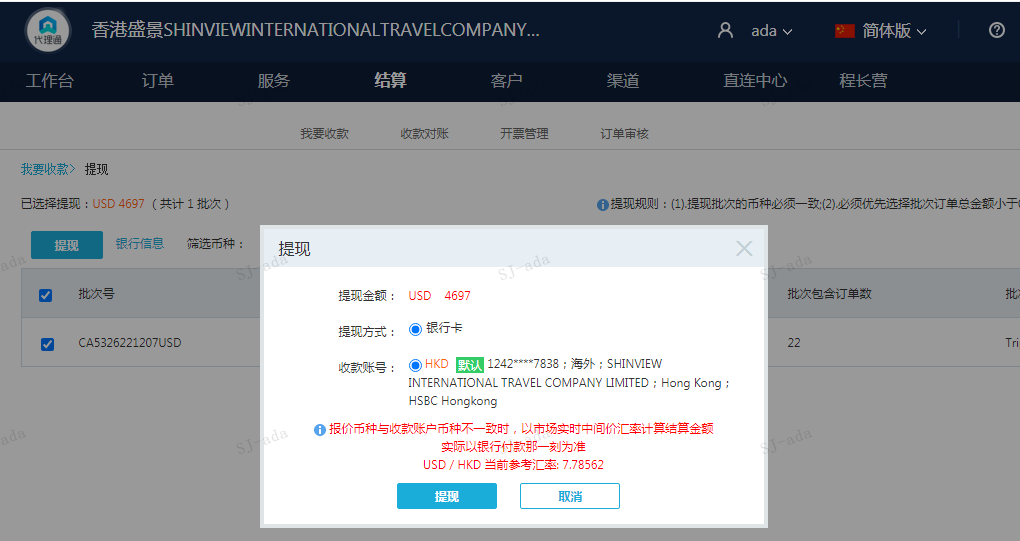 代理通
香港盛景SHINVIEWINTERNATIONALTRAVELCOMPANY...
ada
简体版
工作台 订单 服务 结算 客户 渠道 直连中心 程长营
我要收款 收款对账 开票管理 订单审核
我要收款> 提现
已选择提现：USD 4697 （共计 1 批次）
提现规则：(1).提现批次的币种必须一致;(2).必须优先选择批次订单总金额小于
提现 银行信息 筛选币种：
批次号 批次包含订单数
CA5326221207USD 22 Tri
提现
提现金额： USD 4697
提现方式： 银行卡
收款账号： HKD 默认 1242****7838；海外；SHINVIEW
INTERNATIONAL TRAVEL COMPANY LIMITED；Hong Kong；
HSBC Hongkong
报价币种与收款账户币种不一致时，以市场实时中间价汇率计算结算金额
实际以银行付款那一刻为准
USD / HKD 当前参考汇率: 7.78562
提现 取消
SJ-ada
SJ-ada
SJ-ada
SJ-ada
SJ-ada